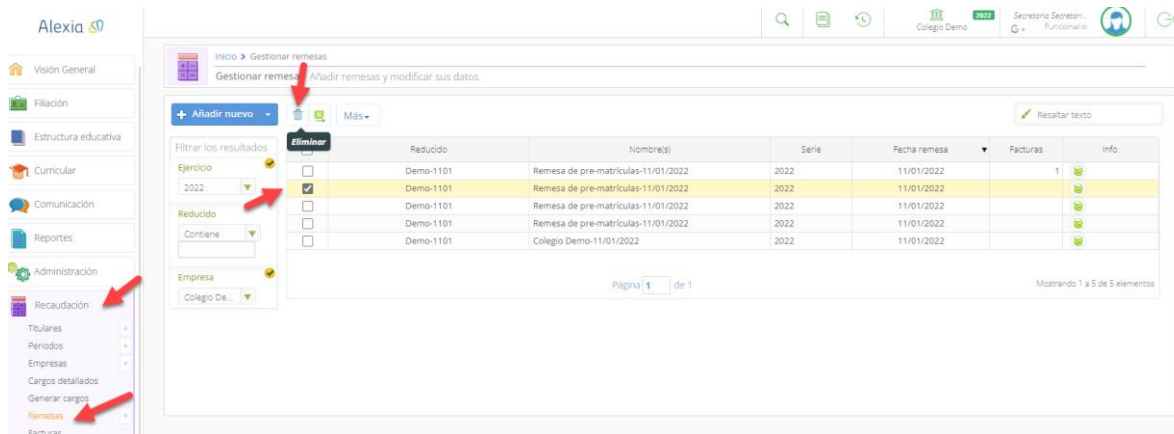 Alexia
Colegio Demo
2022
Secretaria Secretari...
G
Funcionario
Inicio > Gestionar remesas
Gestionar remesa Añadir remesas y modificar sus datos
Visión General
Filiación
Estructura educativa
Curricular
Comunicación
Reportes
Administración
Recaudación
Titulares +
Periodos +
Empresas +
Cargos detallados
Generar cargos
Remesas +
Facturas
+ Añadir nuevo
Más
Resaltar texto
Eliminar
Filtrar los resultados
Ejercicio
2022
Reducido
Contiene
Empresa
Colegio De...
Reducido Nombre(s) Serie Fecha remesa Facturas Info.
Demo-1101 Remesa de pre-matrículas-11/01/2022 2022 11/01/2022 1
Demo-1101 Remesa de pre-matrículas-11/01/2022 2022 11/01/2022
Demo-1101 Remesa de pre-matrículas-11/01/2022 2022 11/01/2022
Demo-1101 Remesa de pre-matrículas-11/01/2022 2022 11/01/2022
Demo-1101 Colegio Demo-11/01/2022 2022 11/01/2022
Página 1 de 1
Mostrando 1 a 5 de 5 elementos